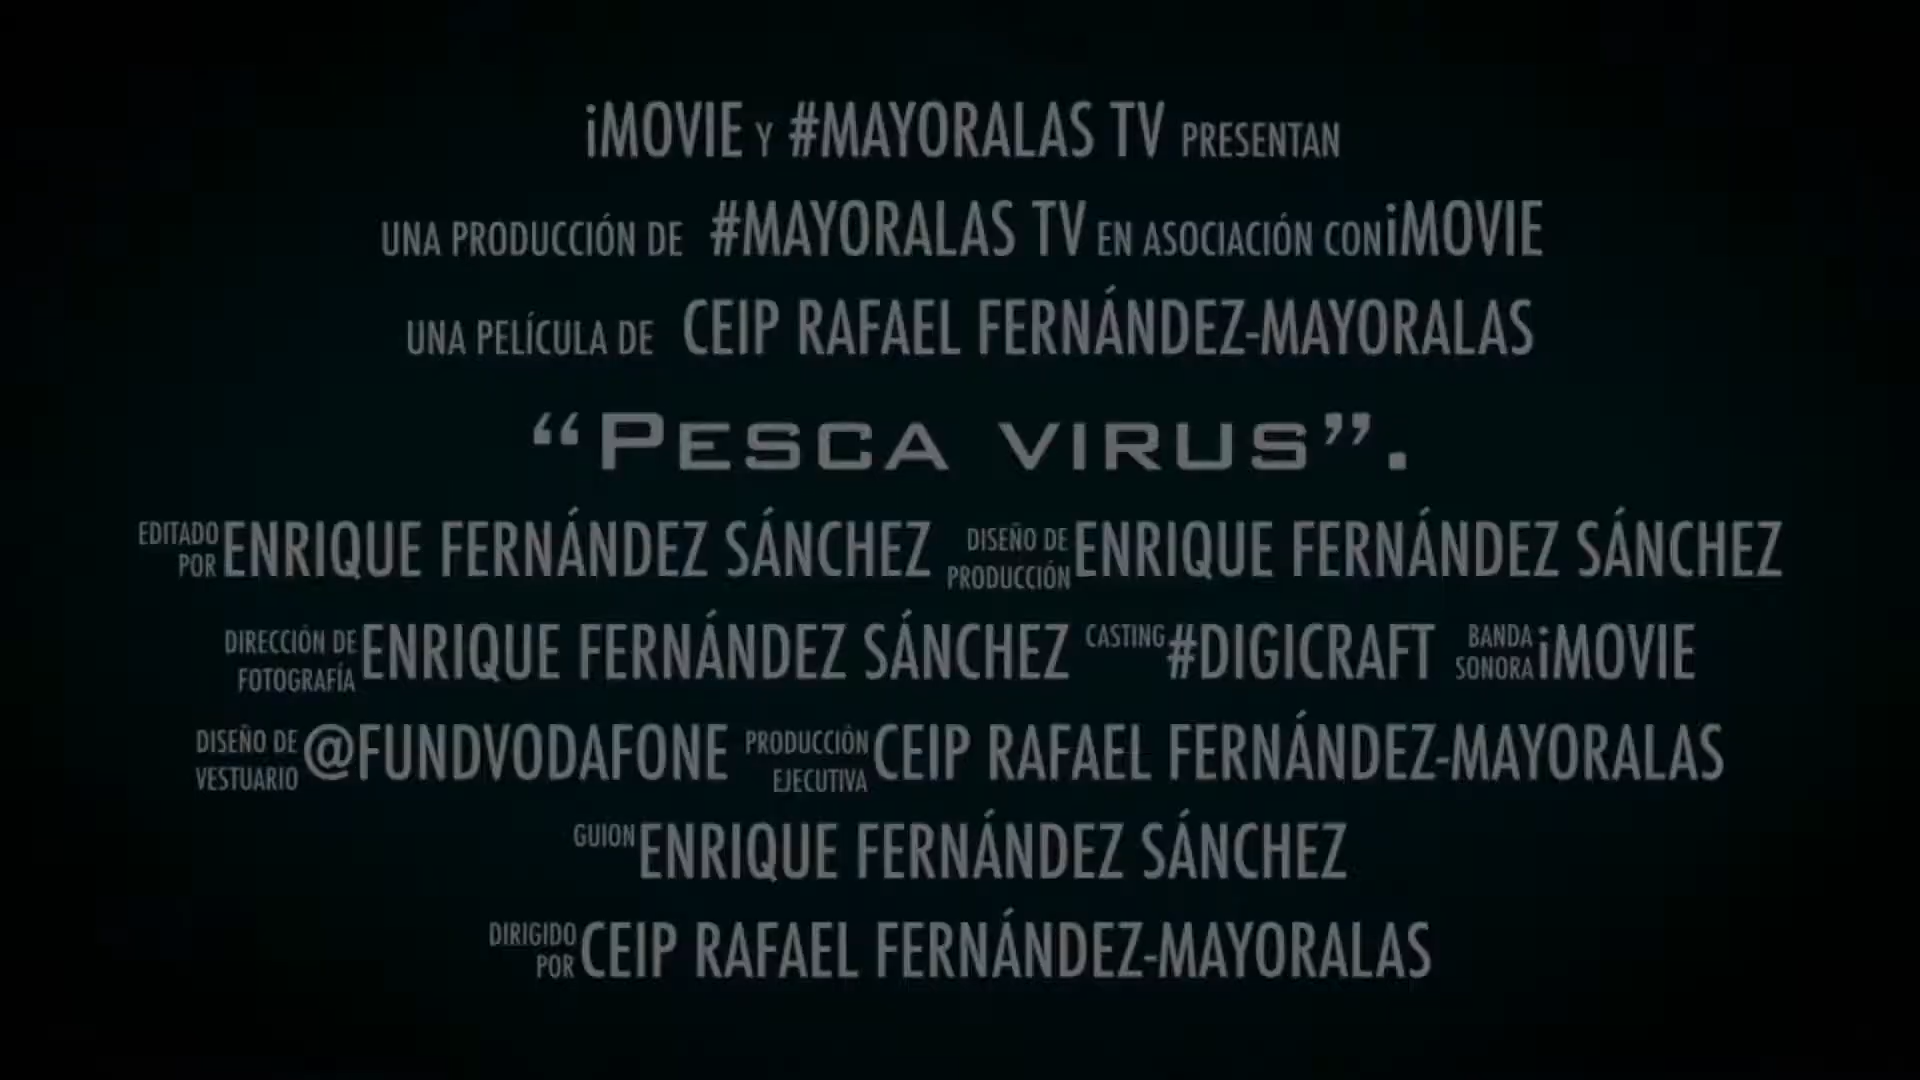 iMOVIE Y #MAYORALAS TV PRESENTAN
UNA PRODUCCIÓN DE #MAYORALAS TV EN ASOCIACIÓN CON iMOVIE
UNA PELÍCULA DE CEIP RAFAEL FERNÁNDEZ-MAYORALAS
“PESCA VIRUS”.
EDITADO POR ENRIQUE FERNÁNDEZ SÁNCHEZ DISEÑO DE PRODUCCIÓN ENRIQUE FERNÁNDEZ SÁNCHEZ
DIRECCIÓN DE FOTOGRAFÍA ENRIQUE FERNÁNDEZ SÁNCHEZ CASTING #DIGICRAFT BANDA SONORA iMOVIE
DISEÑO DE VESTUARIO @FUNDVODAFONE PRODUCCIÓN EJECUTIVA CEIP RAFAEL FERNÁNDEZ-MAYORALAS
GUION ENRIQUE FERNÁNDEZ SÁNCHEZ
DIRIGIDO POR CEIP RAFAEL FERNÁNDEZ-MAYORALAS